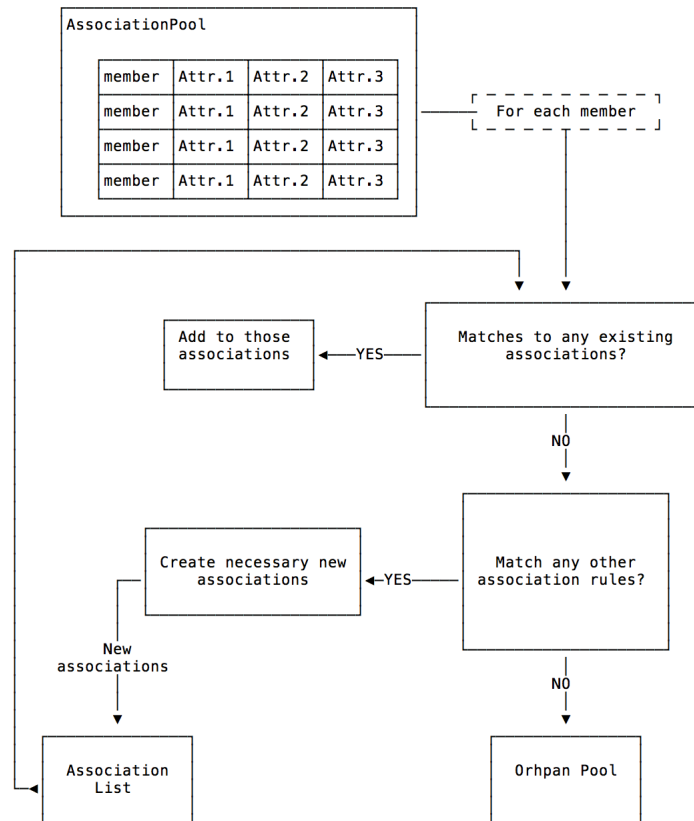 AssociationPool
member Attr.1 Attr.2 Attr.3
member Attr.1 Attr.2 Attr.3
member Attr.1 Attr.2 Attr.3
member Attr.1 Attr.2 Attr.3
For each member
Add to those
associations
YES
Matches to any existing
associations?
NO
Create necessary new
associations
YES
Match any other
association rules?
New
associations
NO
Association
List
Orhpan Pool